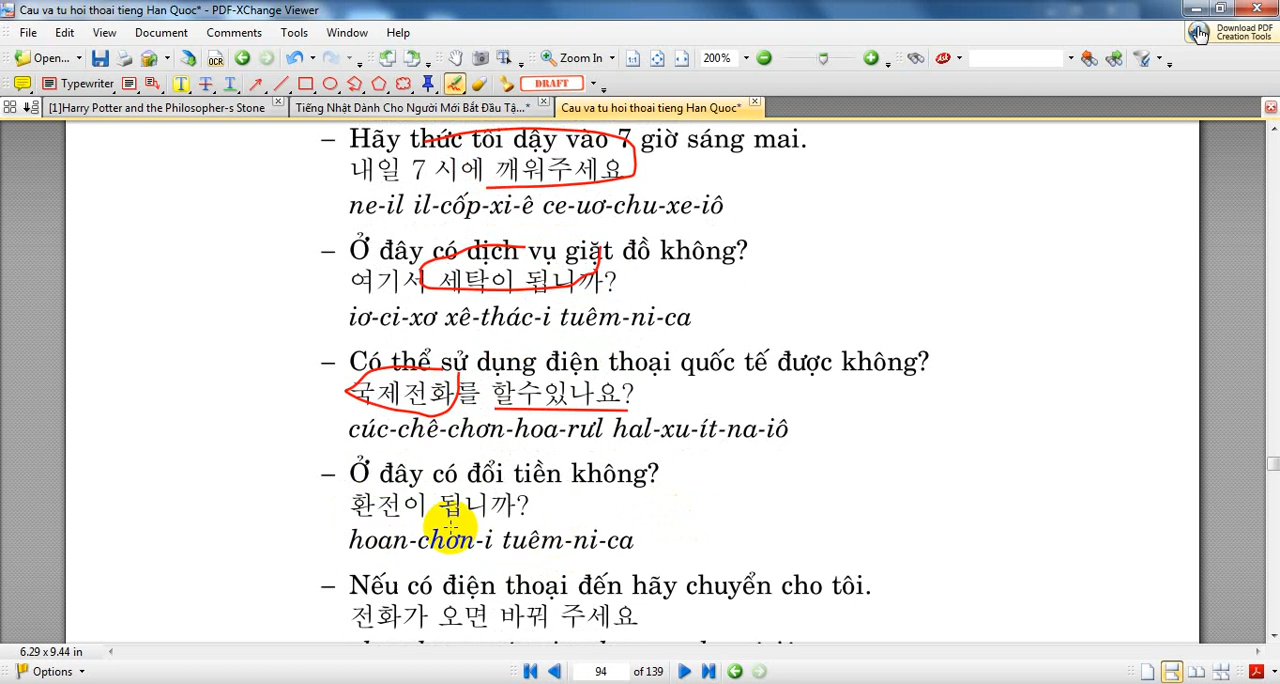 Cau va tu hoi thoai tieng Han Quoc* - PDF-XChange Viewer
File Edit View Document Comments Tools Window Help
Download PDF Creation Tools
Open... OCR Zoom In 200%
Typewriter DRAFT
[1]Harry Potter and the Philosopher-s Stone Tiếng Nhật Dành Cho Người Mới Bắt Đầu Tậ...* Cau va tu hoi thoai tieng Han Quoc*
– Hãy thức tôi dậy vào 7 giờ sáng mai.
내일 7 시에 깨워주세요
ne-il il-cốp-xi-ê ce-uơ-chu-xe-iô
– Ở đây có dịch vụ giặt đồ không?
여기서 세탁이 됩니까?
iơ-ci-xơ xê-thác-i tuêm-ni-ca
– Có thể sử dụng điện thoại quốc tế được không?
국제전화를 할수있나요?
cúc-chê-chơn-hoa-rưl hal-xu-ít-na-iô
– Ở đây có đổi tiền không?
환전이 됩니까?
hoan-chơn-i tuêm-ni-ca
– Nếu có điện thoại đến hãy chuyển cho tôi.
전화가 오면 바꿔 주세요
6.29 x 9.44 in
Options 94 of 139